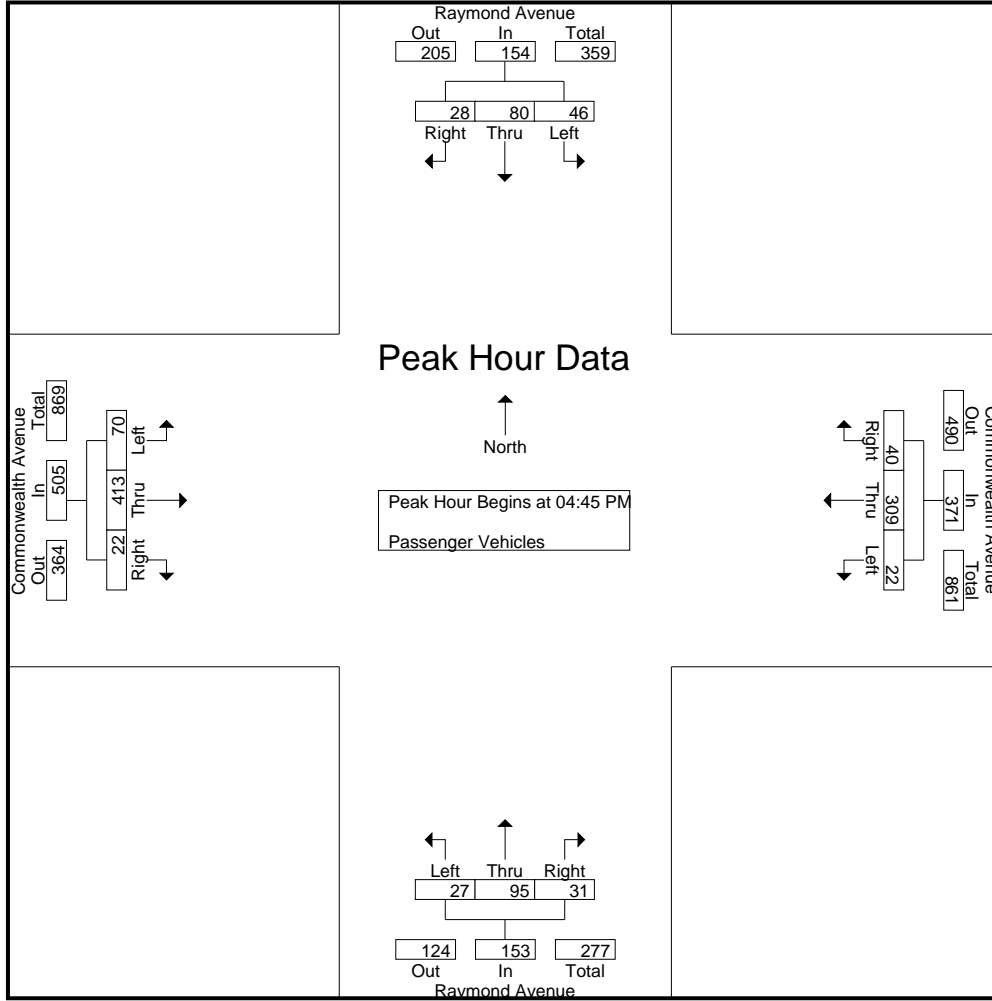 Raymond Avenue
Out In Total
205 154 359
28 80 46
Right Thru Left
Peak Hour Data
North
Peak Hour Begins at 04:45 PM
Passenger Vehicles
Commonwealth Avenue
Total In Out
869 505 364
70 413 22
Left Thru Right
Commonwealth Avenue
Out In Total
490 371 861
40 309 22
Right Thru Left
Left Thru Right
27 95 31
124 153 277
Out In Total
Raymond Avenue